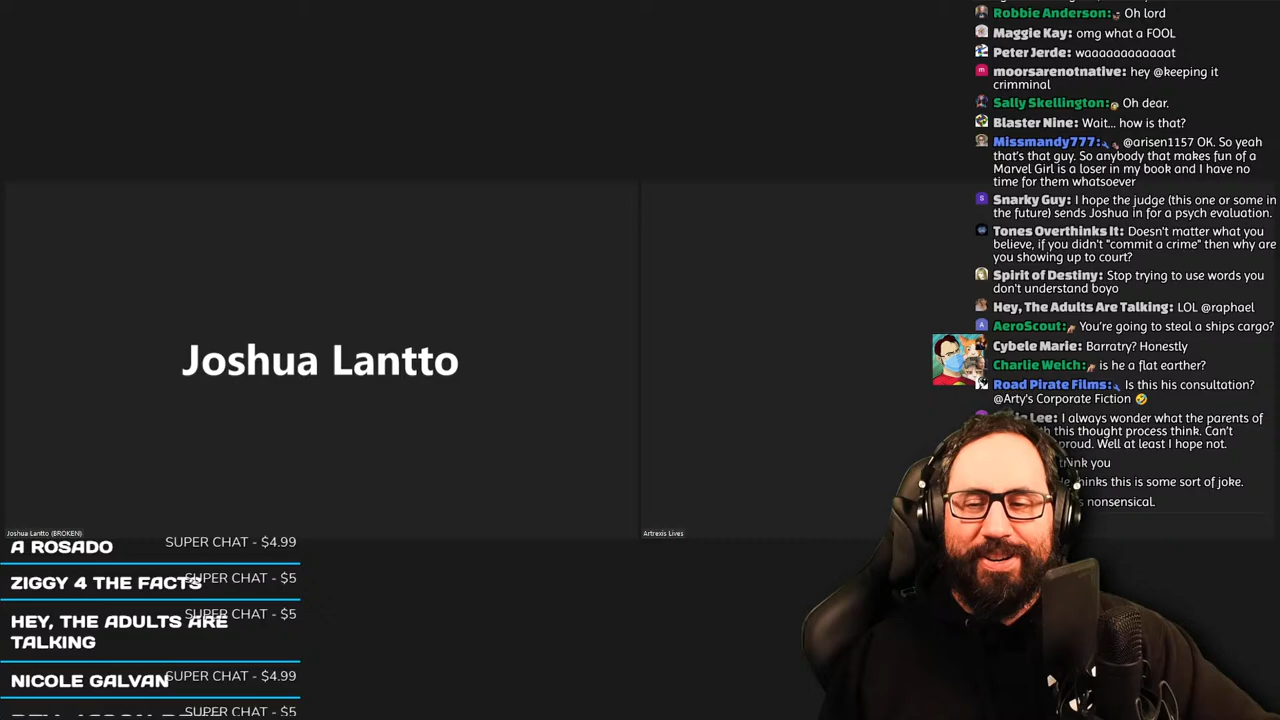 Robbie Anderson: Oh lord
Maggie Kay: omg what a FOOL
Peter Jerde: waaaaaaaaaaat
moorsarenotnative: hey @keeping it
crimminal
Sally Skellington: Oh dear.
Blaster Nine: Wait... how is that?
Missmandy777: @arisen1157 OK. So yeah
that's that guy. So anybody that makes fun of a
Marvel Girl is a loser in my book and I have no
time for them whatsoever
Snarky Guy: I hope the judge (this one or some in
the future) sends Joshua in for a psych evaluation.
Tones Overthinks It: Doesn't matter what you
believe, if you didn't "commit a crime" then why are
you showing up to court?
Spirit of Destiny: Stop trying to use words you
don't understand boyo
Hey, The Adults Are Talking: LOL @raphael
AeroScout: You're going to steal a ships cargo?
Cybele Marie: Barratry? Honestly
Charlie Welch: is he a flat earther?
Road Pirate Films: Is this his consultation?
@Arty's Corporate Fiction 🤣
Lee: I always wonder what the parents of
this thought process think. Can't
proud. Well at least I hope not.
think you
thinks this is some sort of joke.
nonsensical.
Joshua Lantto
Joshua Lantto (BROKEN)
Artrexis Lives
A ROSADO
SUPER CHAT - $4.99
ZIGGY 4 THE FACTS
SUPER CHAT - $5
HEY, THE ADULTS ARE
TALKING
SUPER CHAT - $5
NICOLE GALVAN
SUPER CHAT - $4.99
SUPER CHAT - $5